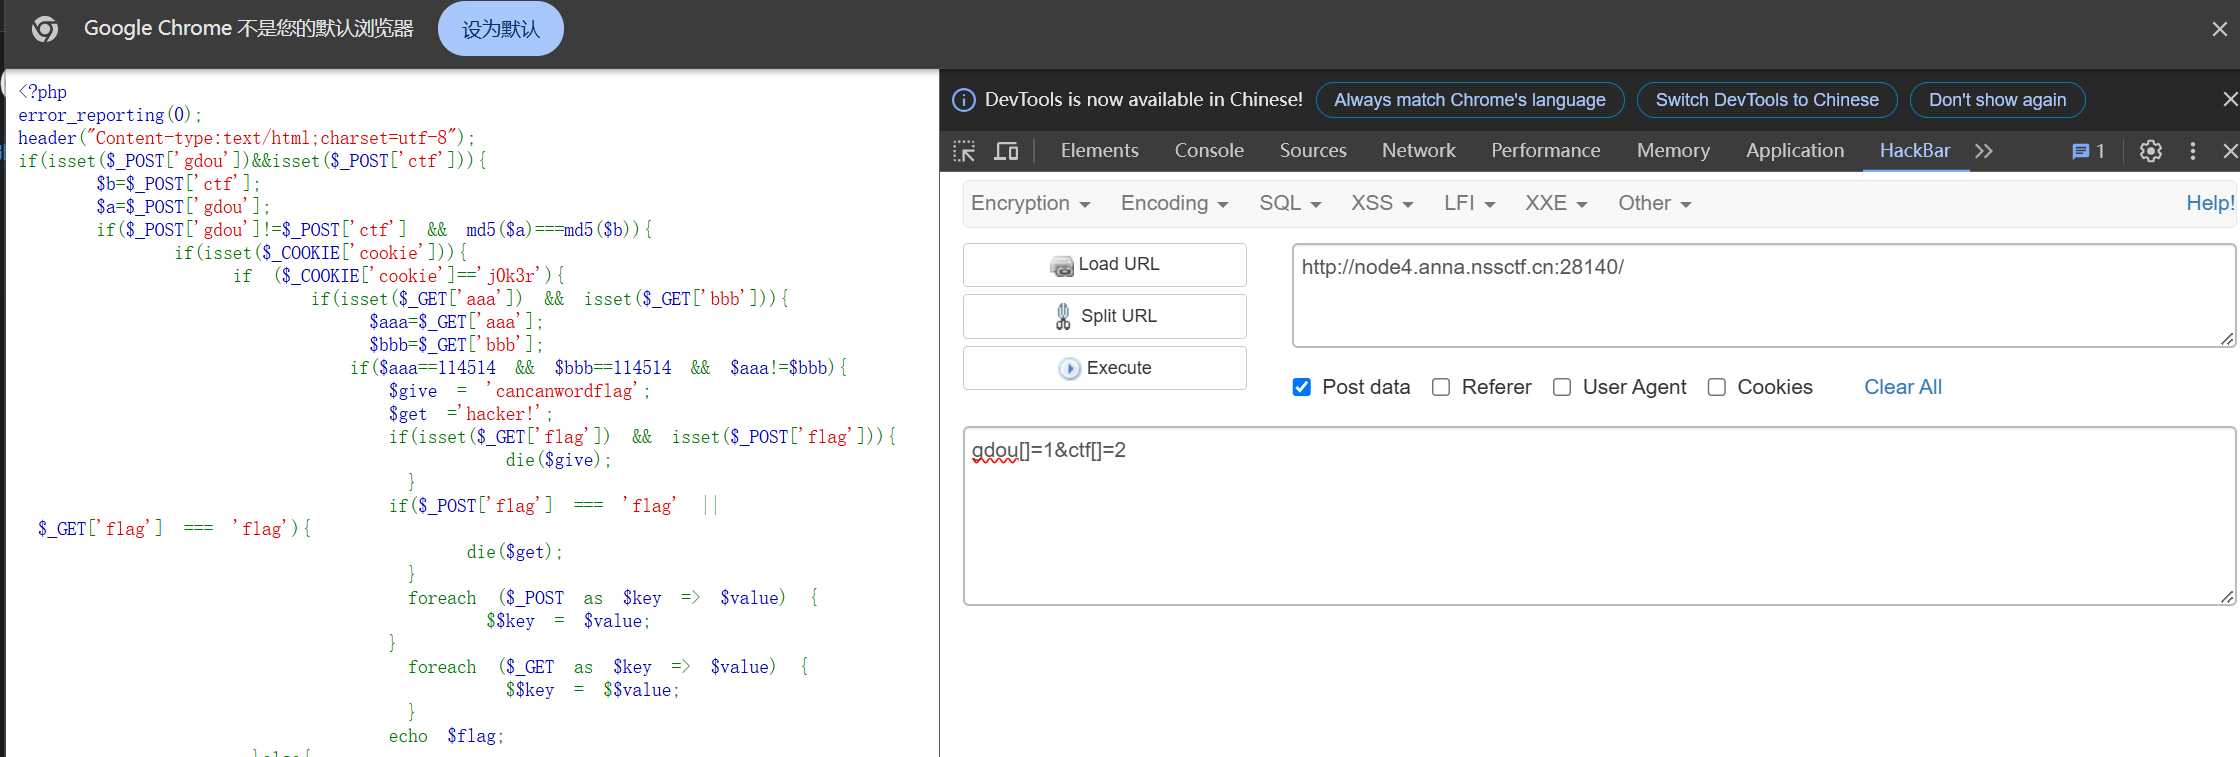 Google Chrome 不是您的默认浏览器 设为默认
<?php
error_reporting(0);
header("Content-type:text/html;charset=utf-8");
if(isset($_POST['gdou'])&&isset($_POST['ctf'])){
$b=$_POST['ctf'];
$a=$_POST['gdou'];
if($_POST['gdou']!=$_POST['ctf'] && md5($a)===md5($b)){
if(isset($_COOKIE['cookie'])){
if ($_COOKIE['cookie']=='j0k3r'){
if(isset($_GET['aaa']) && isset($_GET['bbb'])){
$aaa=$_GET['aaa'];
$bbb=$_GET['bbb'];
if($aaa==114514 && $bbb==114514 && $aaa!=$bbb){
$give = 'cancanwordflag';
$get ='hacker!';
if(isset($_GET['flag']) && isset($_POST['flag'])){
die($give);
}
if($_POST['flag'] === 'flag' ||
$_GET['flag'] === 'flag'){
die($get);
}
foreach ($_POST as $key => $value) {
$$key = $value;
}
foreach ($_GET as $key => $value) {
$$key = $$value;
}
echo $flag;
}else{
DevTools is now available in Chinese! Always match Chrome's language Switch DevTools to Chinese Don't show again
Elements Console Sources Network Performance Memory Application HackBar 1
Encryption Encoding SQL XSS LFI XXE Other Help!
Load URL
Split URL
Execute
http://node4.anna.nssctf.cn:28140/
Post data Referer User Agent Cookies Clear All
gdou[]=1&ctf[]=2